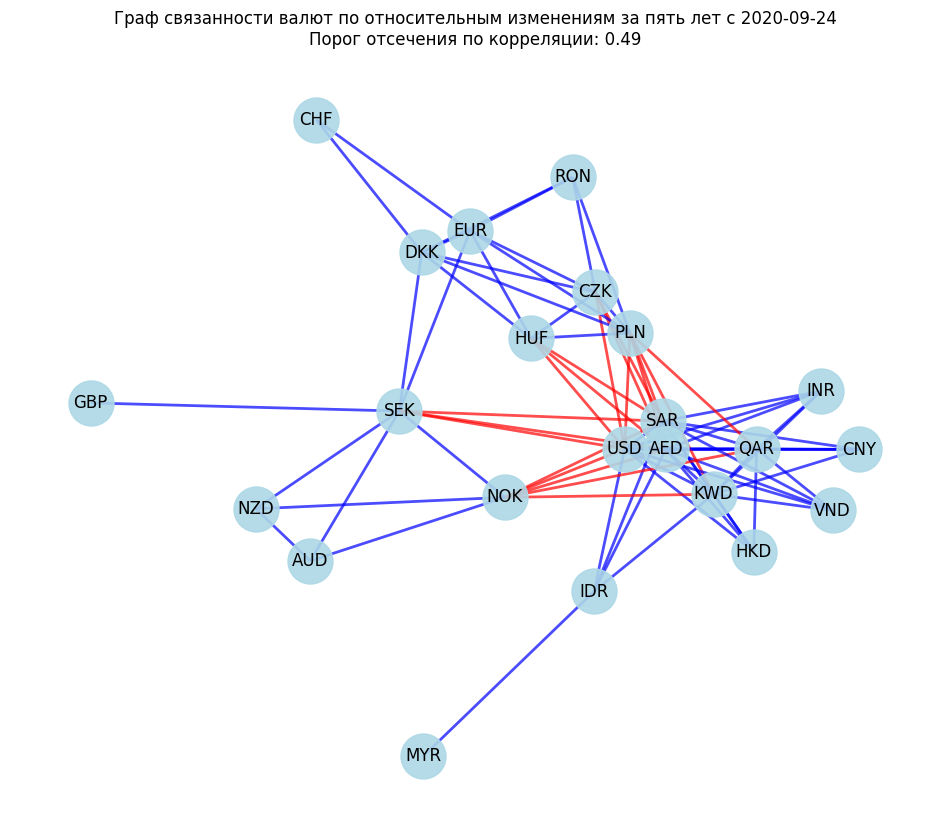 Граф связанности валют по относительным изменениям за пять лет с 2020-09-24
Порог отсечения по корреляции: 0.49
CHF
RON
EUR
DKK
CZK
PLN
HUF
INR
GBP
SEK
SAR
USD
AED
QAR
CNY
KWD
NOK
NZD
VND
HKD
AUD
IDR
MYR